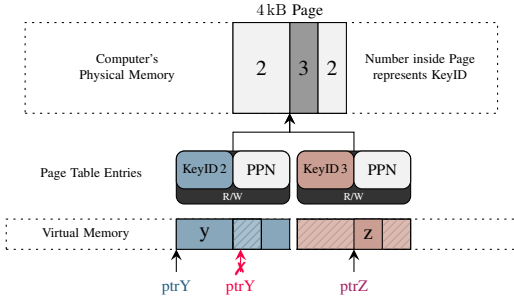 4 kB Page
Computer's
Physical Memory
2 3 2
Number inside Page
represents KeyID
Page Table Entries
KeyID 2 PPN KeyID 3 PPN
R/W R/W
Virtual Memory
y z
ptrY ptrY ptrZ